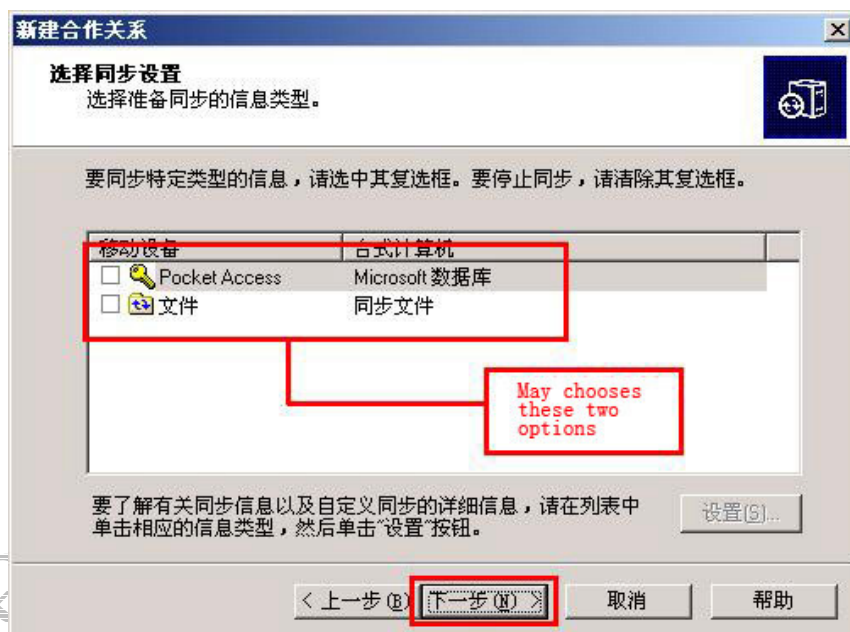 新建合作关系
选择同步设置
选择准备同步的信息类型。
要同步特定类型的信息，请选中其复选框。要停止同步，请清除其复选框。
移动设备 台式计算机
Pocket Access Microsoft 数据库
文件 同步文件
May chooses
these two
options
要了解有关同步信息以及自定义同步的详细信息，请在列表中
单击相应的信息类型，然后单击“设置”按钮。
设置(S)...
< 上一步(B) 下一步(N) > 取消 帮助